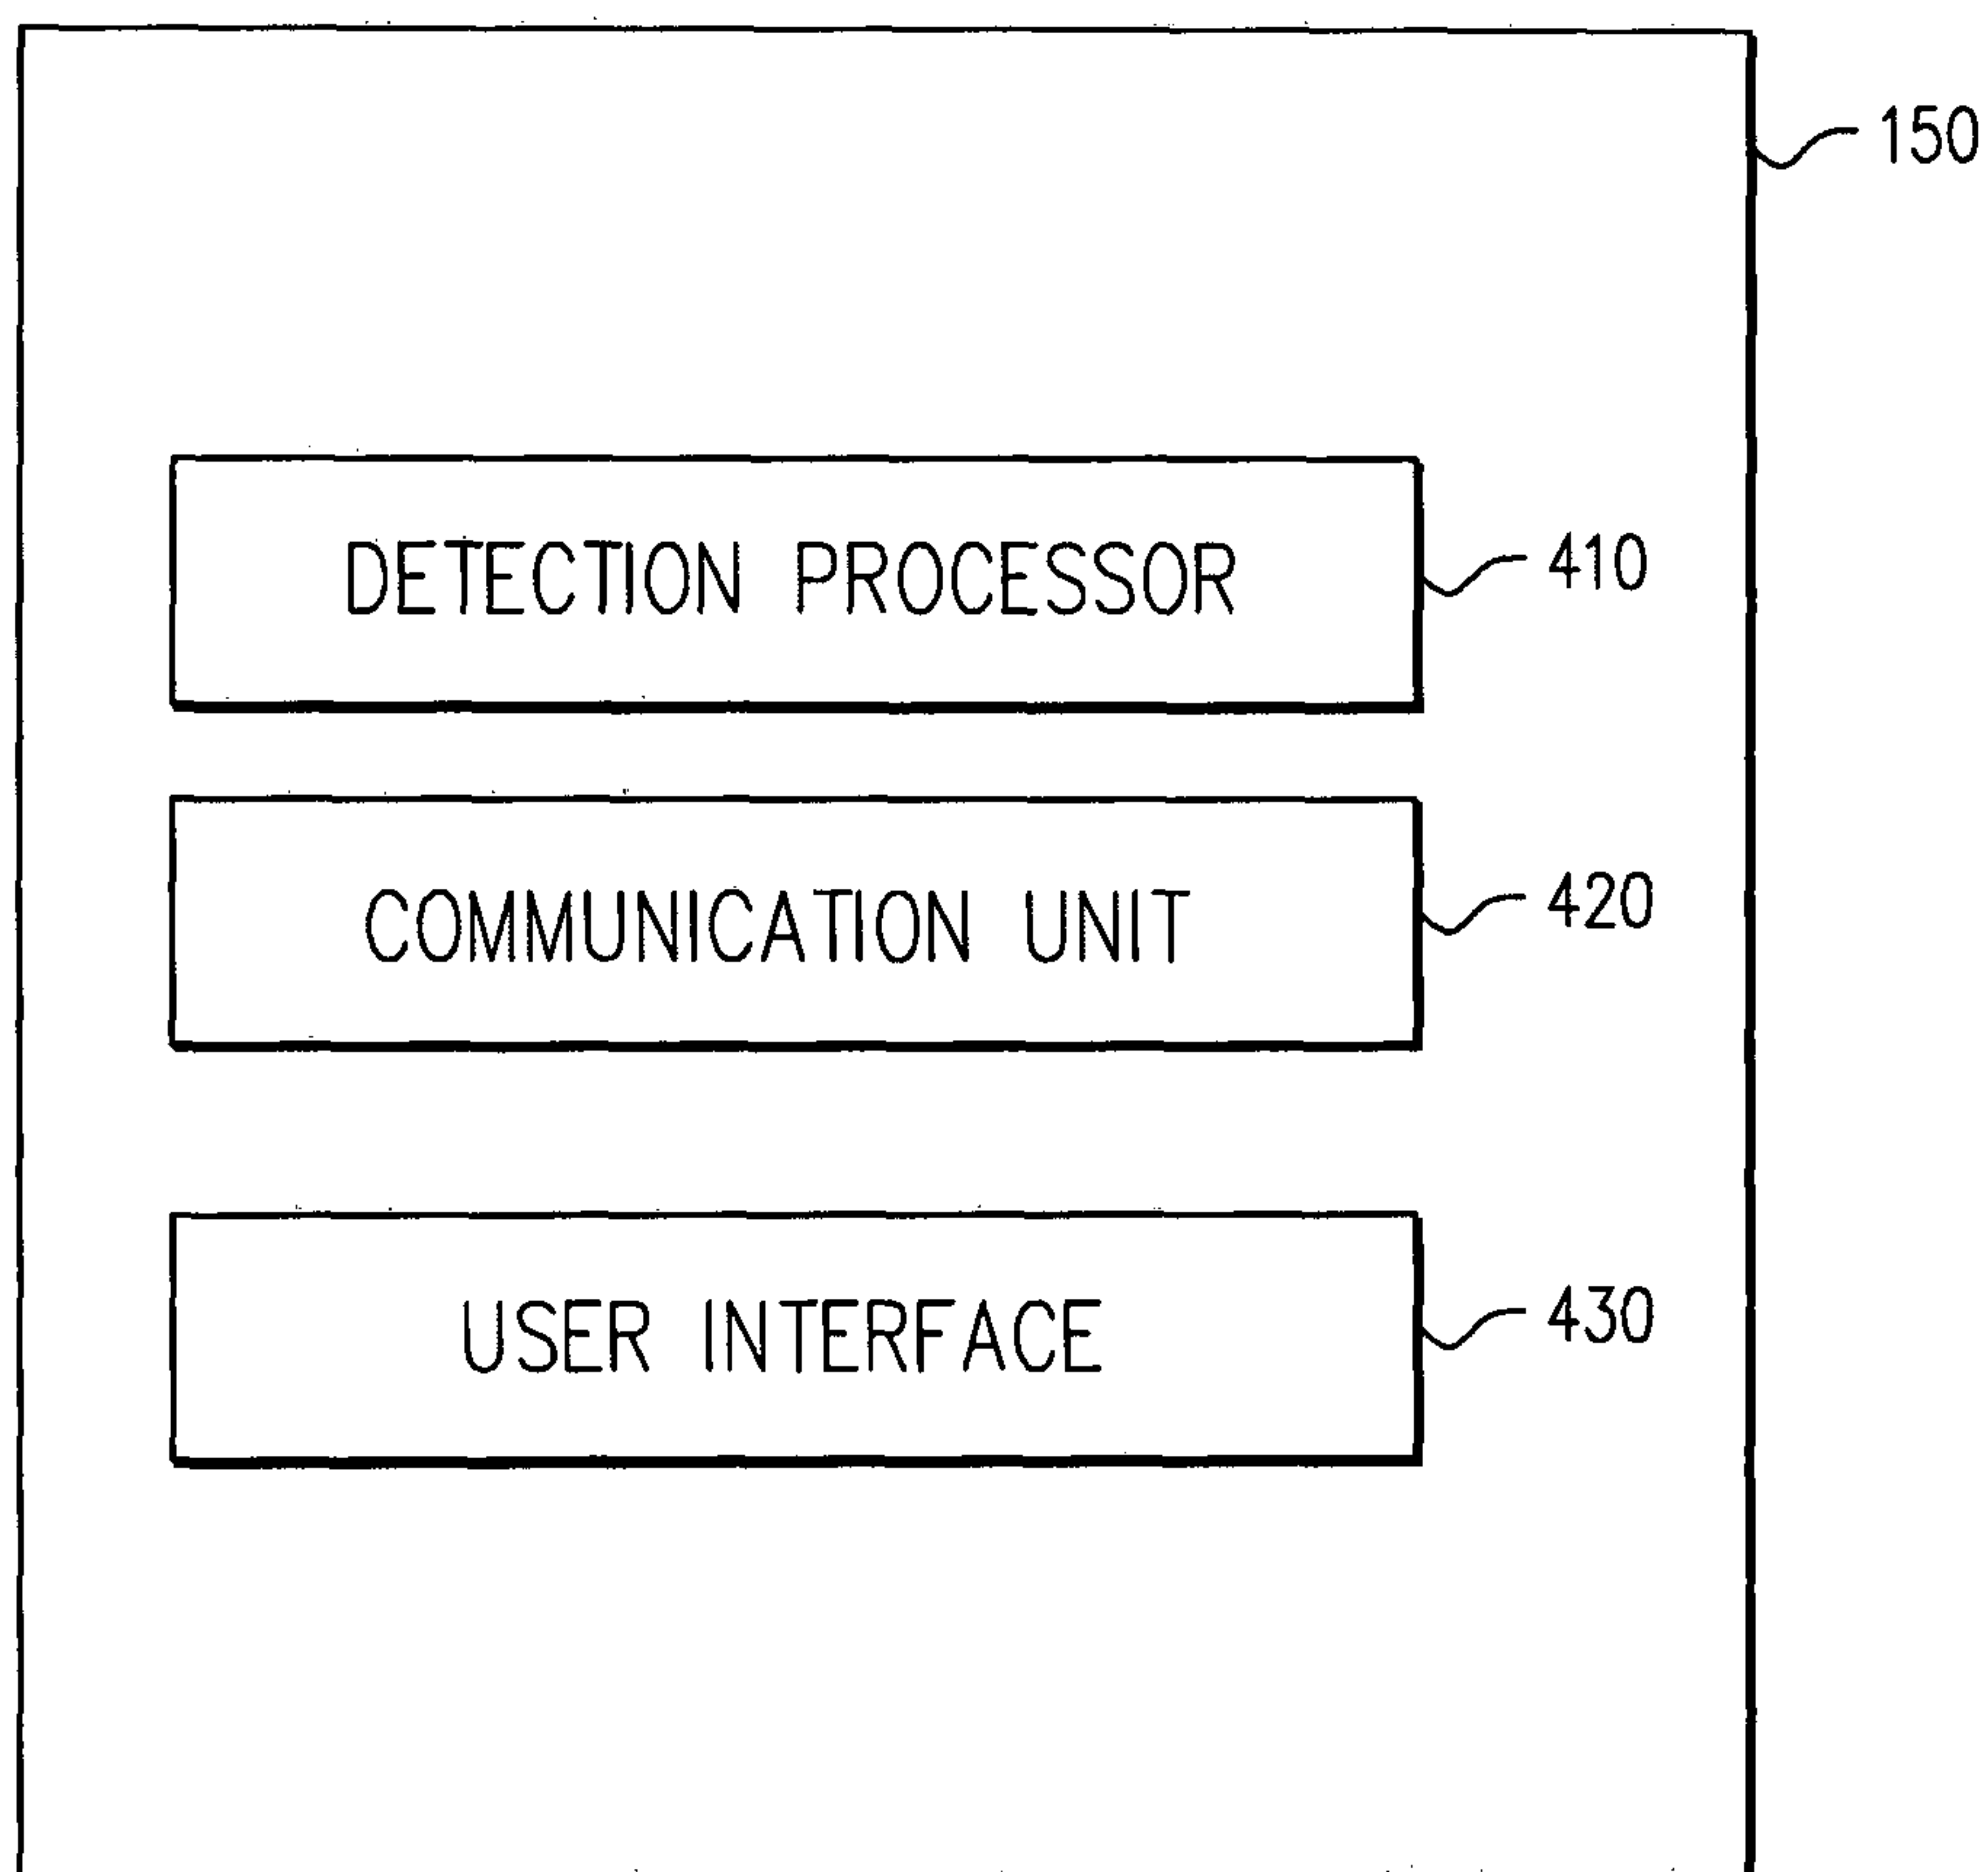 150
DETECTION PROCESSOR
410
COMMUNICATION UNIT
420
USER INTERFACE
430